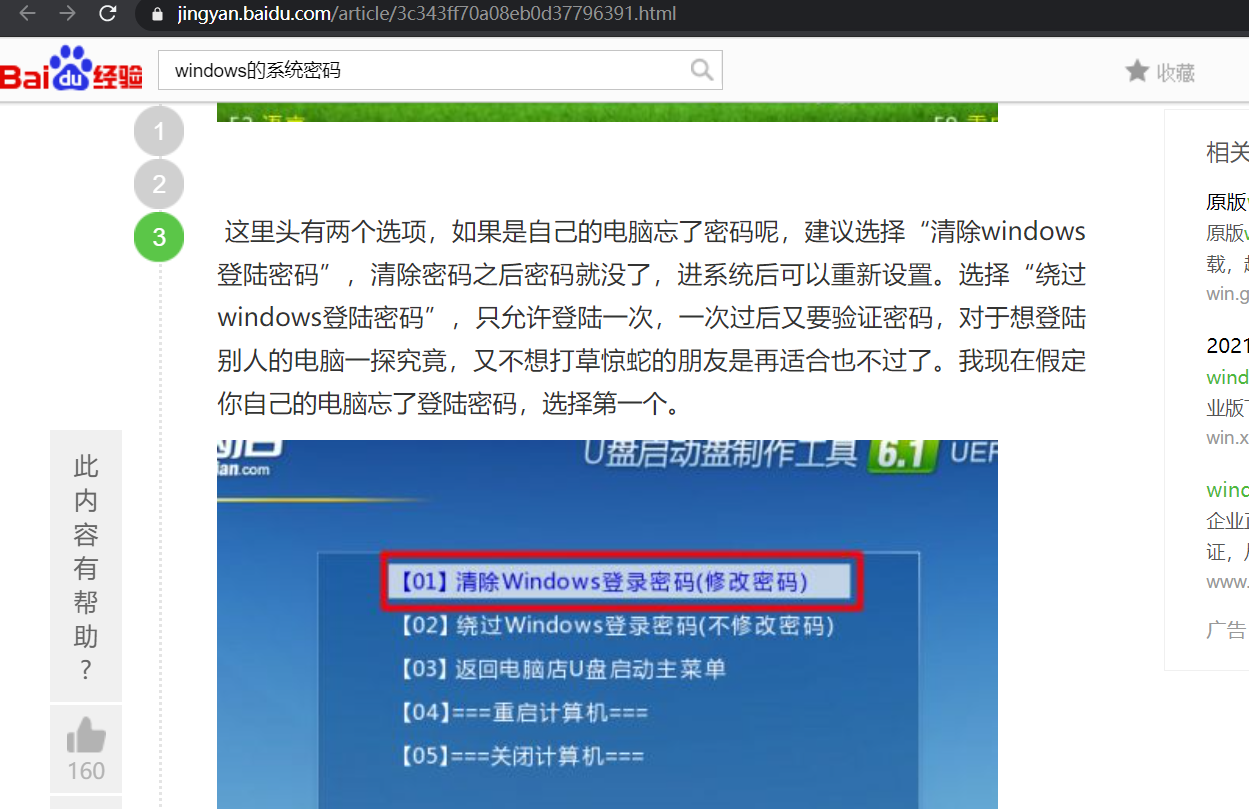 jingyan.baidu.com/article/3c343ff70a08eb0d37796391.html
Bai du 经验
windows的系统密码
收藏
1
2
3
这里头有两个选项，如果是自己的电脑忘了密码呢，建议选择“清除windows
登陆密码”，清除密码之后密码就没了，进系统后可以重新设置。选择“绕过
windows登陆密码”，只允许登陆一次，一次过后又要验证密码，对于想登陆
别人的电脑一探究竟，又不想打草惊蛇的朋友是再适合也不过了。我现在假定
你自己的电脑忘了登陆密码，选择第一个。
an.com
U盘启动盘制作工具 6.1 UEF
【01】清除Windows登录密码(修改密码)
【02】绕过Windows登录密码(不修改密码)
【03】返回电脑店U盘启动主菜单
【04】===重启计算机===
【05】===关闭计算机===
此
内
容
有
帮
助
?
160
相关
原版
原版
载，
win.g
2021
wind
业版
win.x
wind
企业
证，
www.
广告